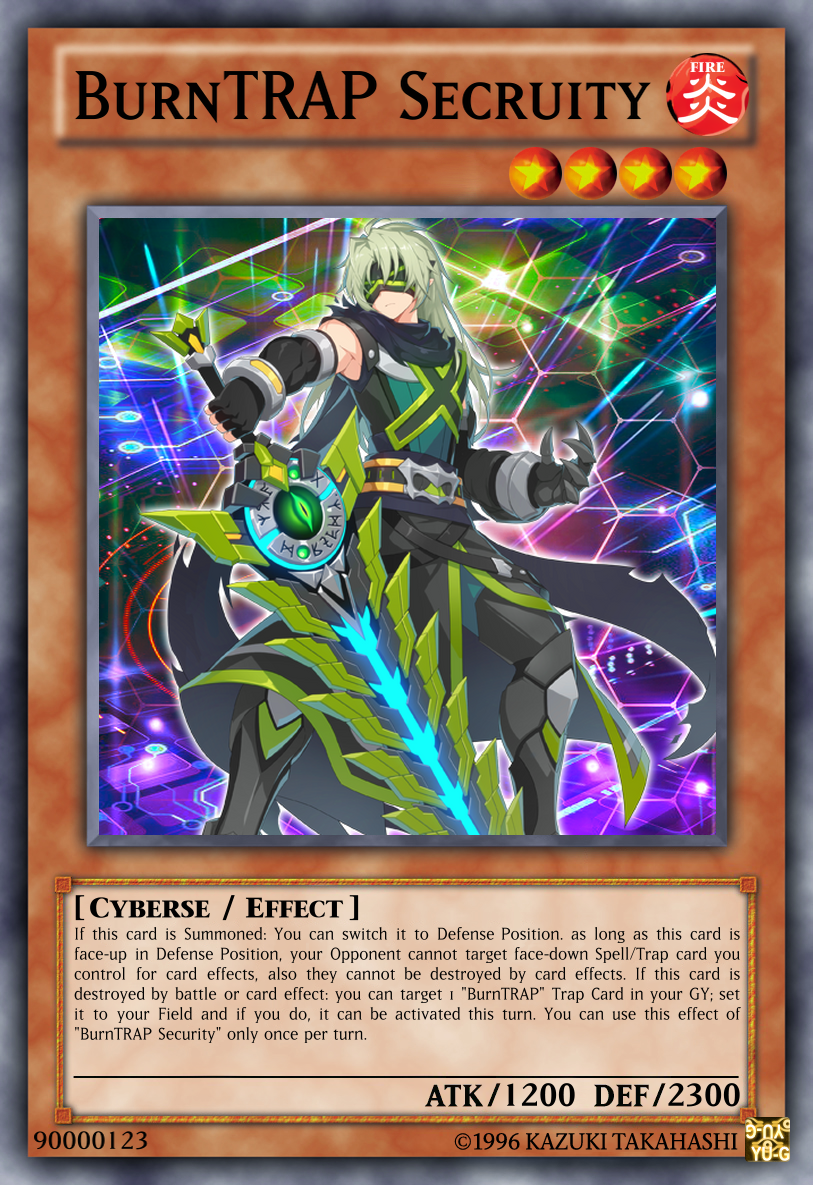 BurnTRAP Secruity
FIRE
炎
[ Cyberse / Effect ]
If this card is Summoned: You can switch it to Defense Position. as long as this card is
face-up in Defense Position, your Opponent cannot target face-down Spell/Trap card you
control for card effects, also they cannot be destroyed by card effects. If this card is
destroyed by battle or card effect: you can target 1 "BurnTRAP" Trap Card in your GY; set
it to your Field and if you do, it can be activated this turn. You can use this effect of
"BurnTRAP Security" only once per turn.
ATK/1200 DEF/2300
90000123
©1996 KAZUKI TAKAHASHI